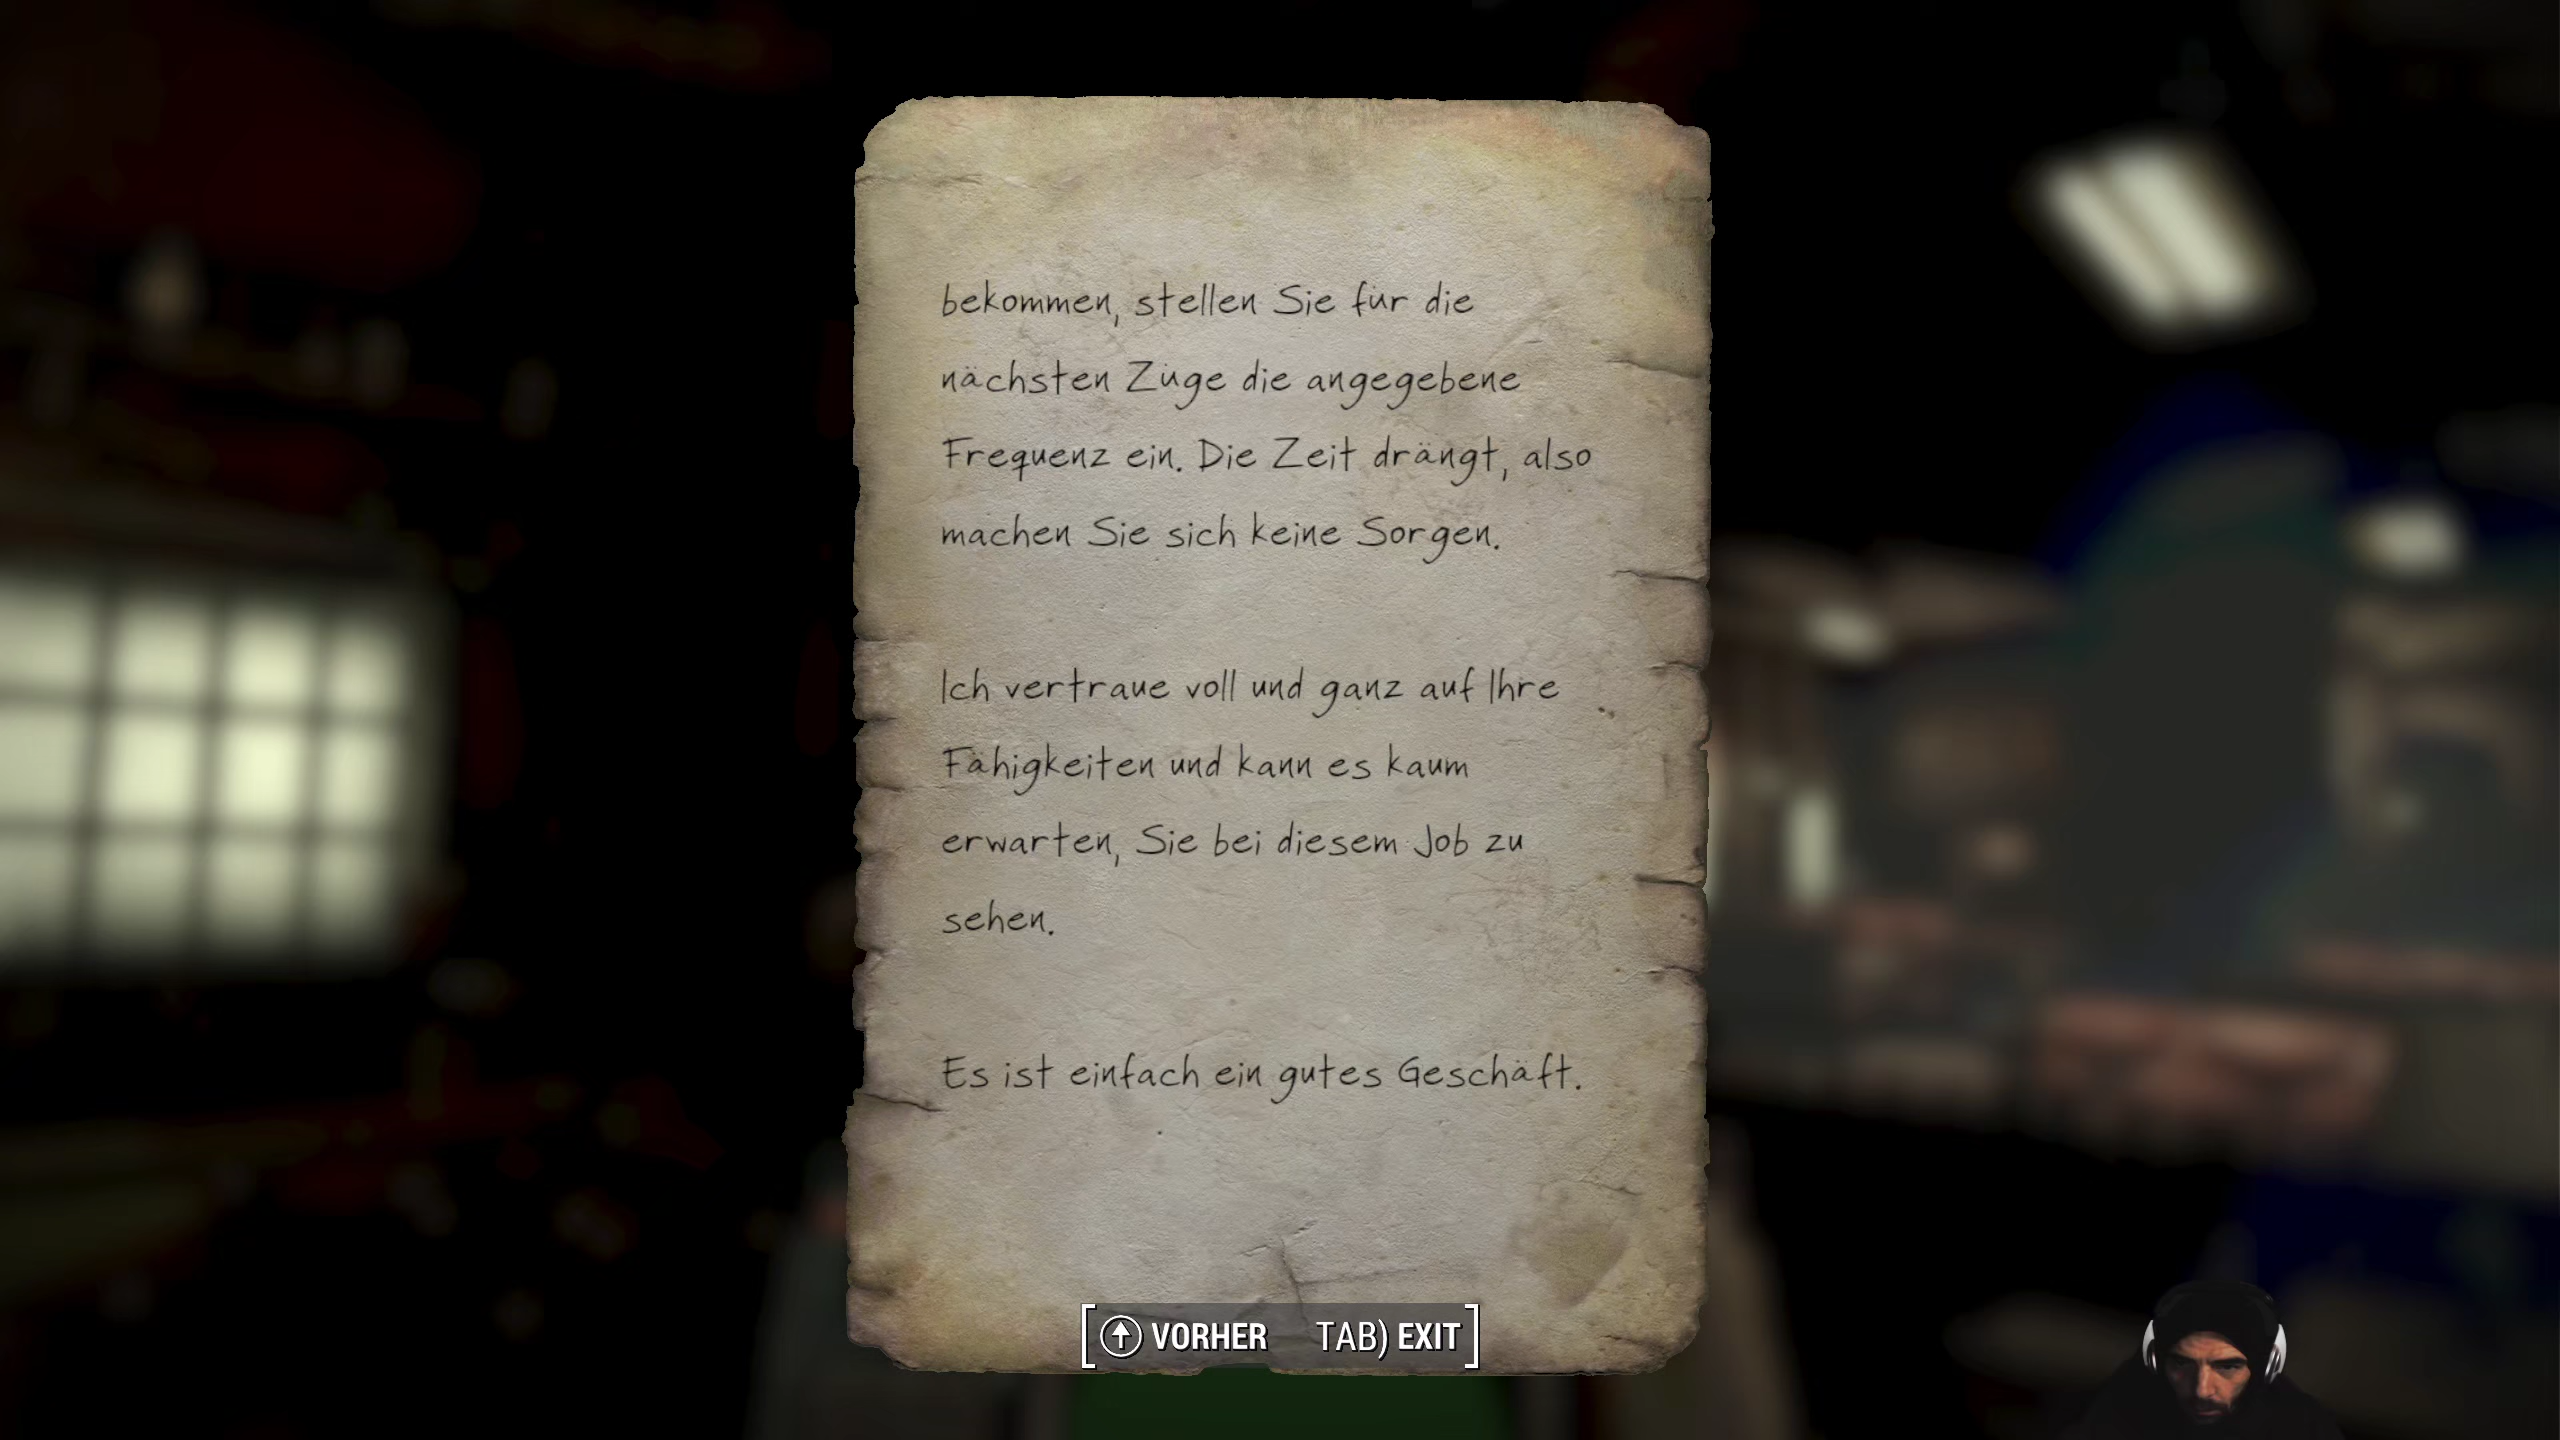 bekommen, stellen Sie für die
nächsten Züge die angegebene
Frequenz ein. Die Zeit drängt, also
machen Sie sich keine Sorgen.
Ich vertraue voll und ganz auf Ihre
Fähigkeiten und kann es kaum
erwarten, Sie bei diesem Job zu
sehen.
Es ist einfach ein gutes Geschäft.
VORHER TAB) EXIT